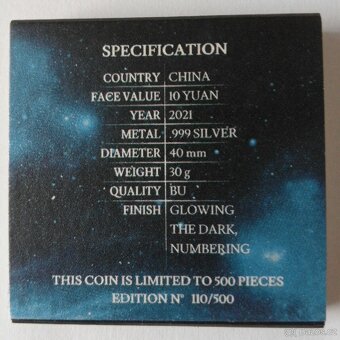 SPECIFICATION
COUNTRY CHINA
FACE VALUE 10 YUAN
YEAR 2021
METAL .999 SILVER
DIAMETER 40 mm
WEIGHT 30 g
QUALITY BU
FINISH GLOWING
THE DARK,
NUMBERING
THIS COIN IS LIMITED TO 500 PIECES
EDITION Nº 110/500